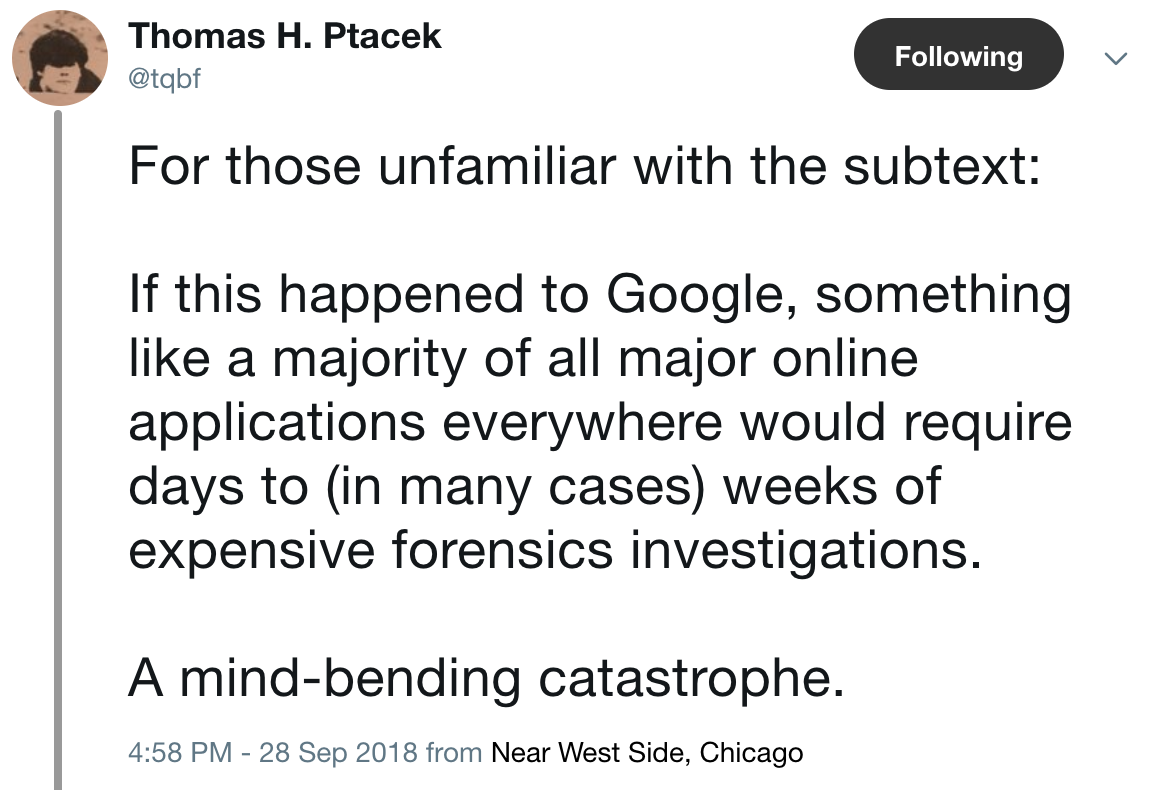 Thomas H. Ptacek
@tqbf
Following
For those unfamiliar with the subtext:
If this happened to Google, something
like a majority of all major online
applications everywhere would require
days to (in many cases) weeks of
expensive forensics investigations.
A mind-bending catastrophe.
4:58 PM - 28 Sep 2018 from Near West Side, Chicago